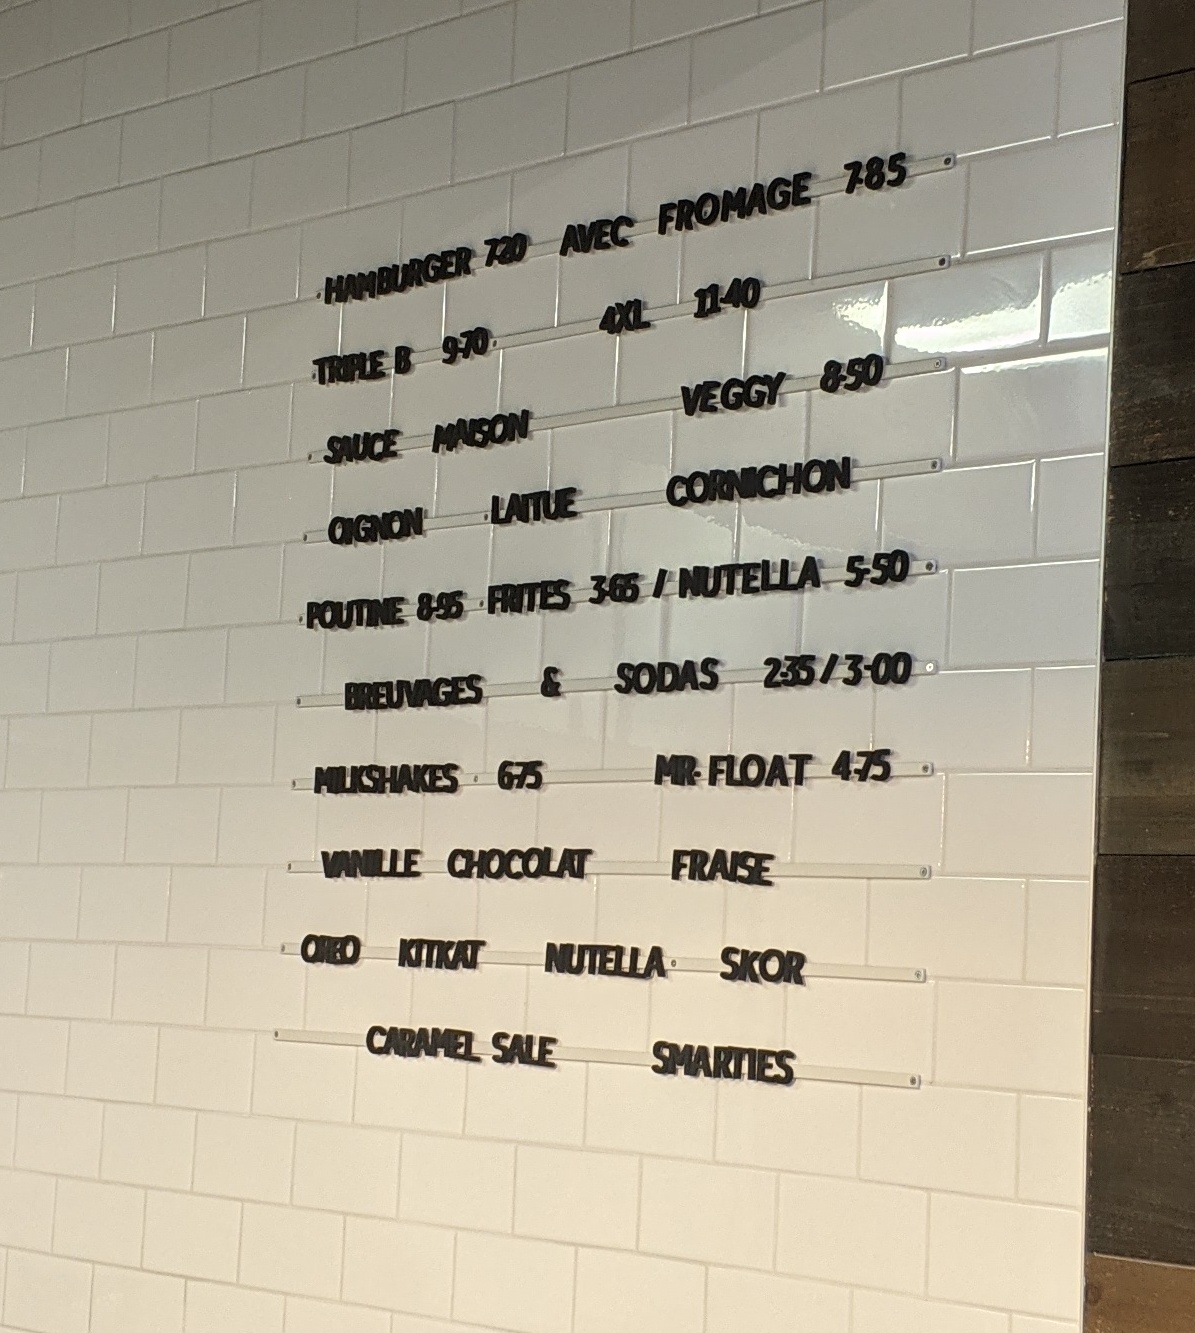 HAMBURGER 7.20 AVEC FROMAGE 7.85
TRIPLE B 9.70 4XL 11.40
SAUCE MAISON VEGGY 8.50
OIGNON LAITUE CORNICHON
POUTINE 8.95 FRITES 3.65 / NUTELLA 5.50
BREUVAGES & SODAS 2.35 / 3.00
MILKSHAKES 6.75 MR. FLOAT 4.75
VANILLE CHOCOLAT FRAISE
OREO KITKAT NUTELLA SKOR
CARAMEL SALE SMARTIES